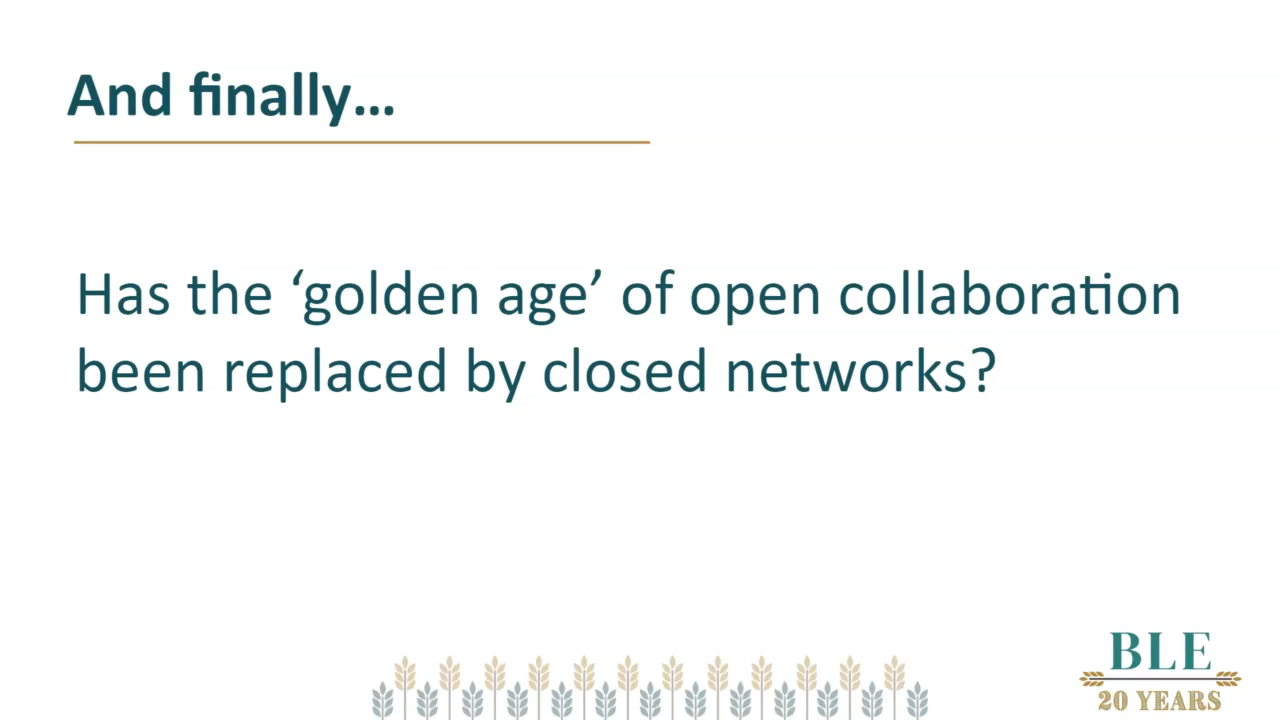 And finally…
Has the ‘golden age’ of open collaboration
been replaced by closed networks?
BLE
20 YEARS